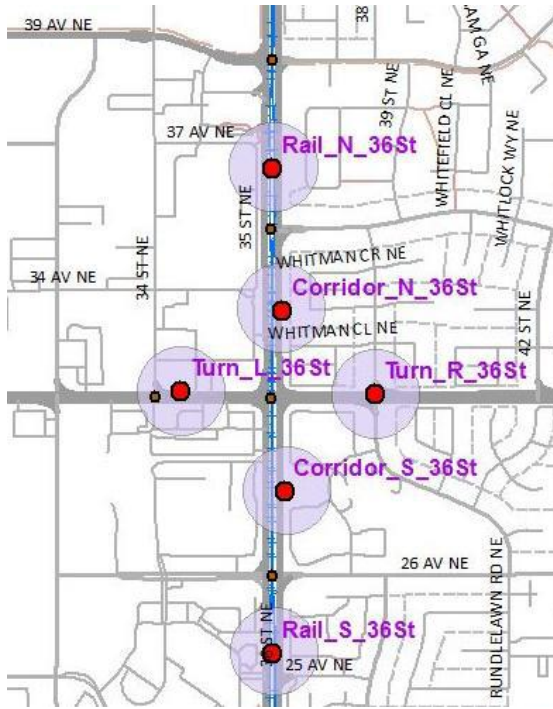 39 AV NE
38
LAMGA NE
39 ST NE
WHITEFIELD CL NE
WHITLOCK WY NE
37 AV NE
Rail_N_36St
35 ST NE
34 ST NE
WHITMAN CR NE
34 AV NE
Corridor_N_36St
WHITMAN CL NE
42 ST NE
Turn_L_36St
Turn_R_36St
Corridor_S_36St
26 AV NE
RUNDLELAWN RD NE
Rail_S_36St
ST NE
25 AV NE